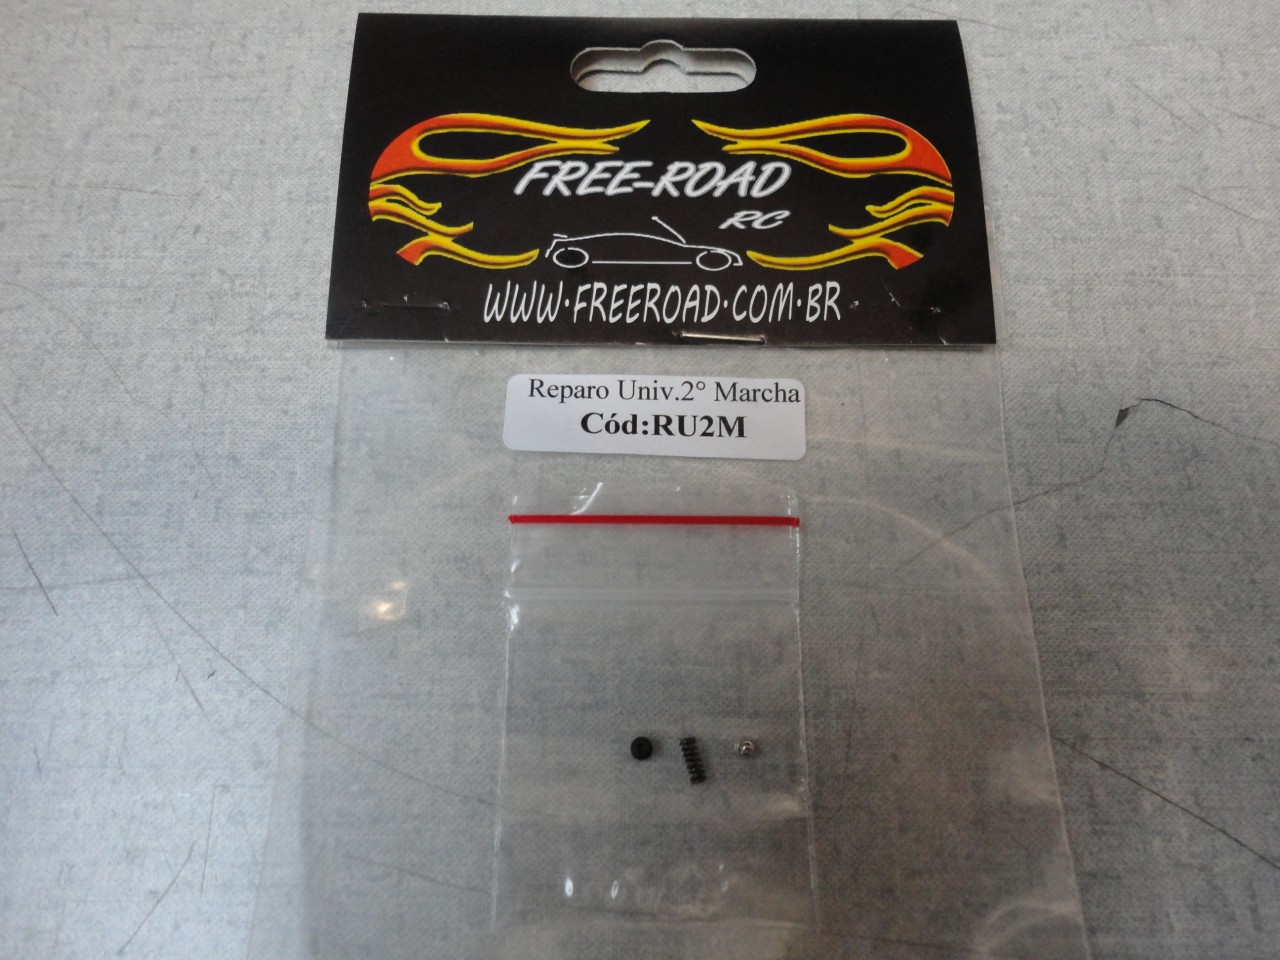 FREE-ROAD
RC
WWW.FREEROAD.COM.BR
Reparo Univ.2° Marcha
Cód:RU2M